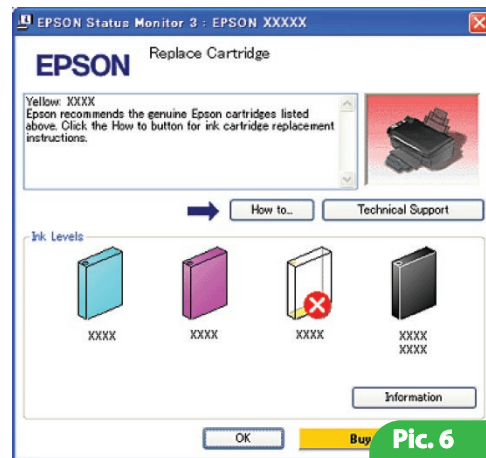 EPSON Status Monitor 3 : EPSON XXXXX
EPSON
Replace Cartridge
Yellow: XXXX
Epson recommends the genuine Epson cartridges listed
above. Click the How to button for ink cartridge replacement
instructions.
How to...
Technical Support
Ink Levels
XXXX
XXXX
XXXX
XXXX
XXXX
Information
OK
Buy
Pic. 6